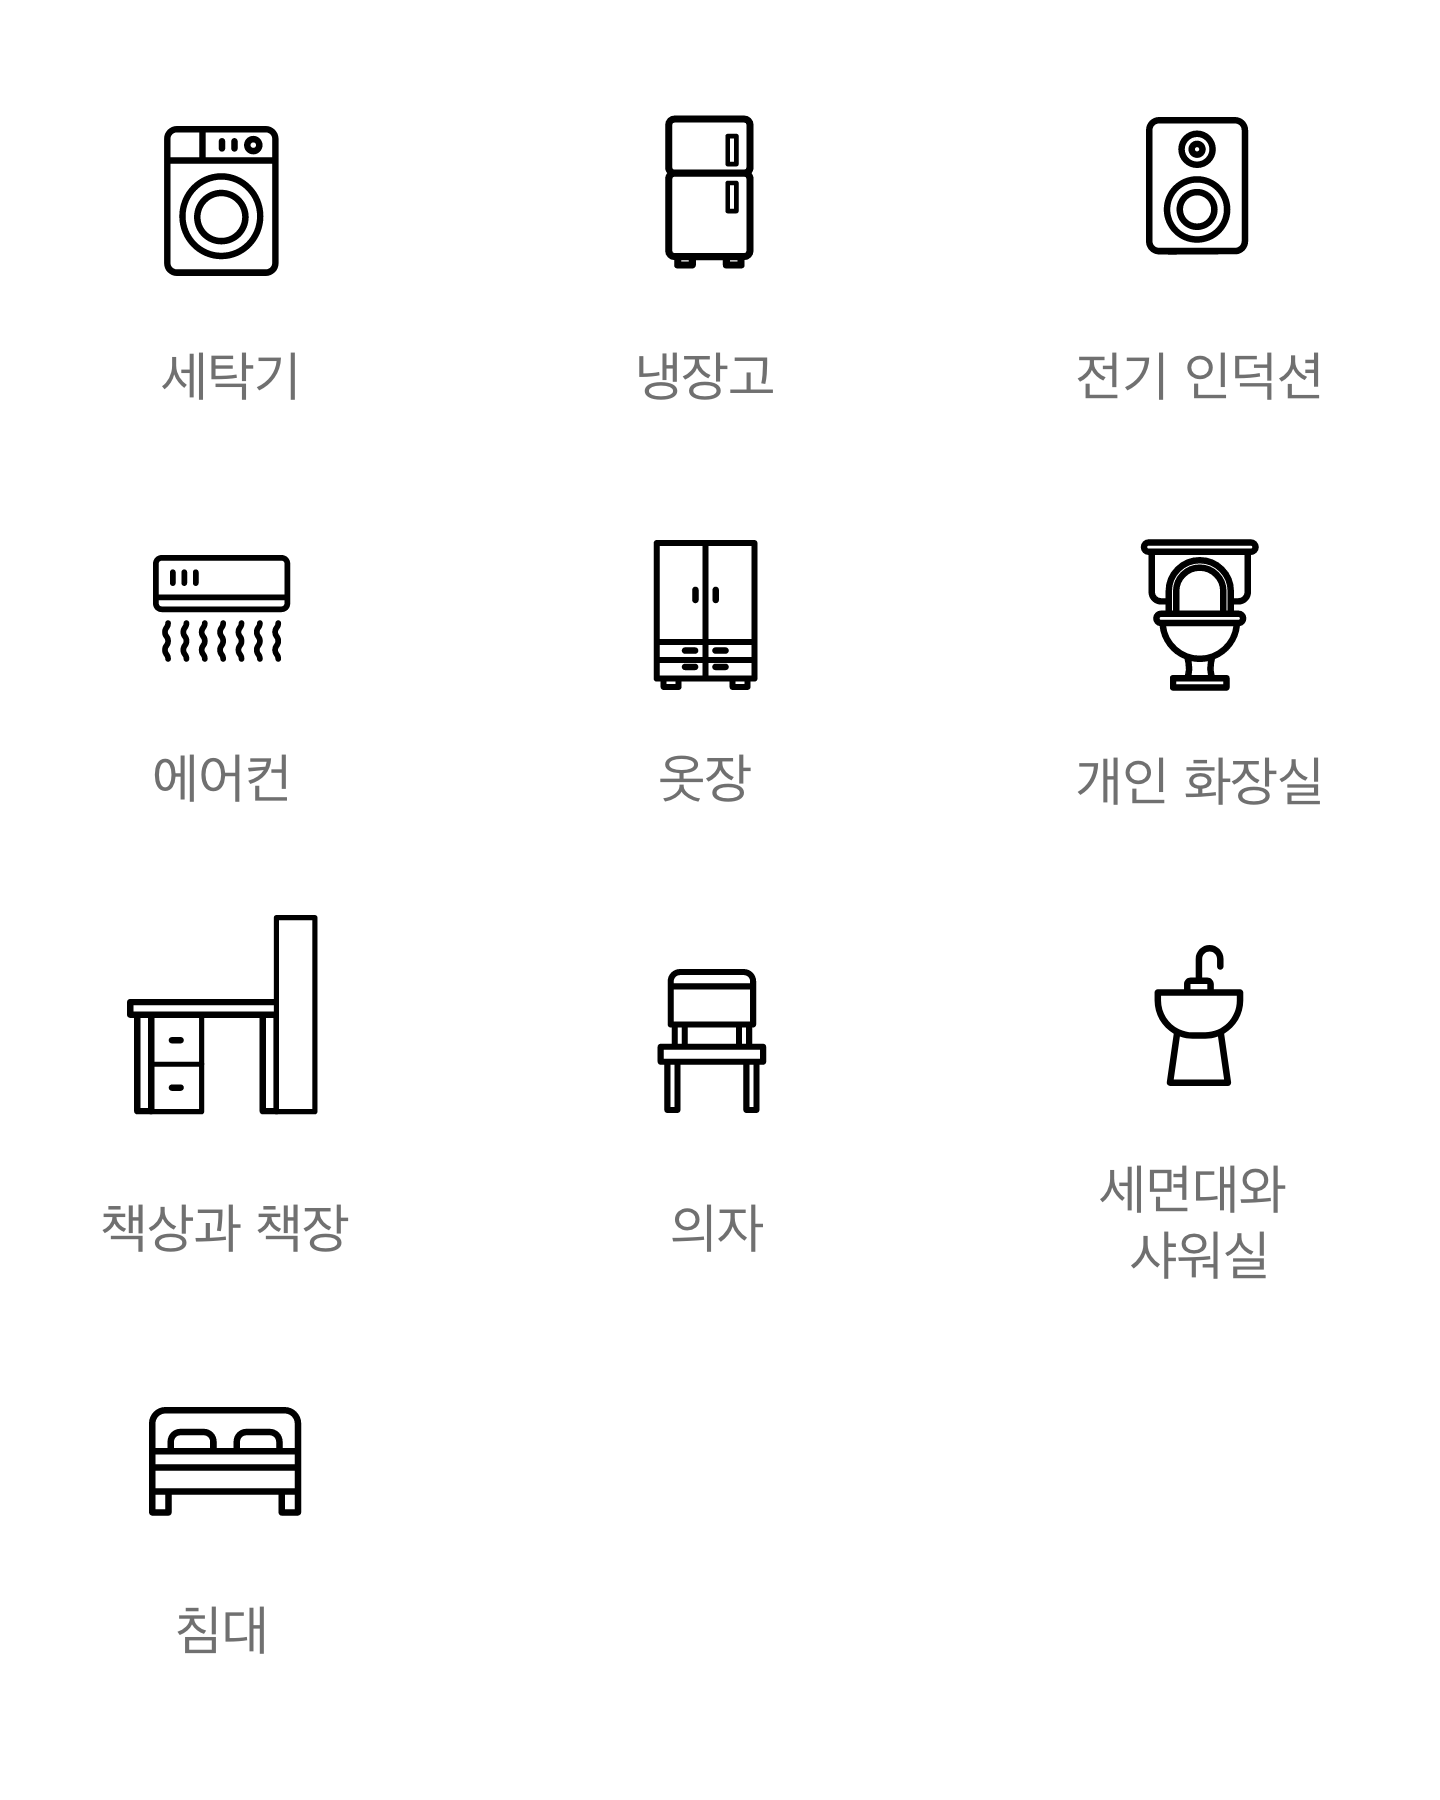 세탁기
냉장고
전기 인덕션
에어컨
옷장
개인 화장실
책상과 책장
의자
세면대와
샤워실
침대